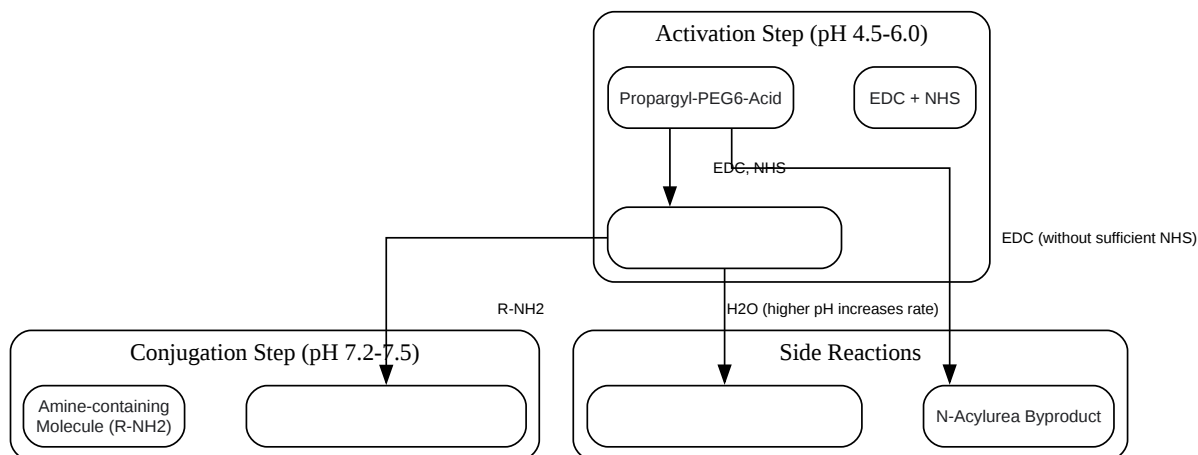 Activation Step (pH 4.5-6.0)
Propargyl-PEG6-Acid
EDC + NHS
EDC, NHS
EDC (without sufficient NHS)
R-NH2
H2O (higher pH increases rate)
Conjugation Step (pH 7.2-7.5)
Side Reactions
Amine-containing
Molecule (R-NH2)
N-Acylurea Byproduct